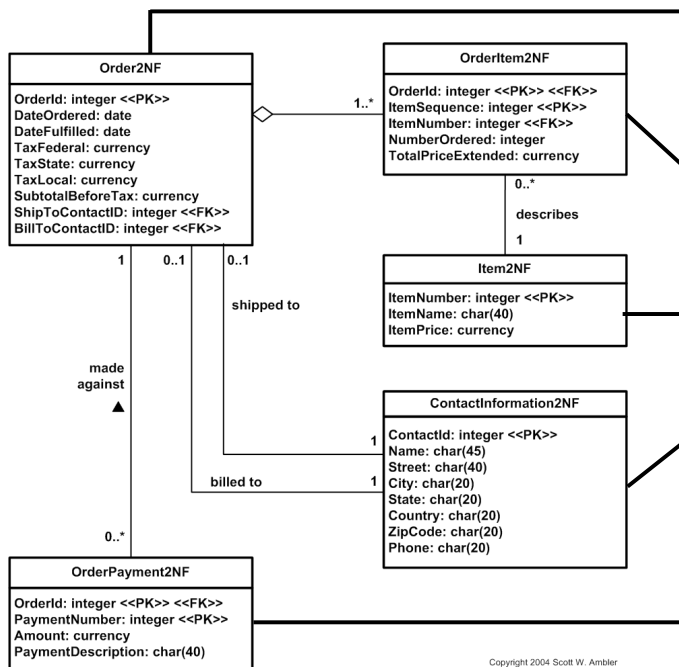 Order2NF
OrderId: integer <<PK>>
DateOrdered: date
DateFulfilled: date
TaxFederal: currency
TaxState: currency
TaxLocal: currency
SubtotalBeforeTax: currency
ShipToContactID: integer <<FK>>
BillToContactID: integer <<FK>>
1..*
OrderItem2NF
OrderId: integer <<PK>> <<FK>>
ItemSequence: integer <<PK>>
ItemNumber: integer <<FK>>
NumberOrdered: integer
TotalPriceExtended: currency
0..*
describes
1
Item2NF
ItemNumber: integer <<PK>>
ItemName: char(40)
ItemPrice: currency
1
0..1
0..1
shipped to
made
against
1
billed to
1
0..*
ContactInformation2NF
ContactId: integer <<PK>>
Name: char(45)
Street: char(40)
City: char(20)
State: char(20)
Country: char(20)
ZipCode: char(20)
Phone: char(20)
OrderPayment2NF
OrderId: integer <<PK>> <<FK>>
PaymentNumber: integer <<PK>>
Amount: currency
PaymentDescription: char(40)
Copyright 2004 Scott W. Ambler